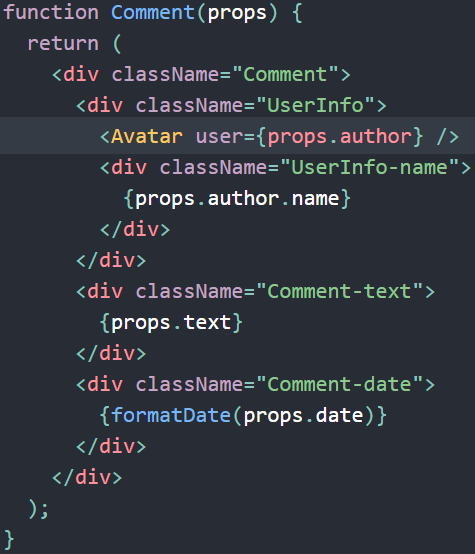 function Comment(props) {
  return (
    <div className="Comment">
      <div className="UserInfo">
        <Avatar user={props.author} />
        <div className="UserInfo-name">
          {props.author.name}
        </div>
      </div>
      <div className="Comment-text">
        {props.text}
      </div>
      <div className="Comment-date">
        {formatDate(props.date)}
      </div>
    </div>
  );
}